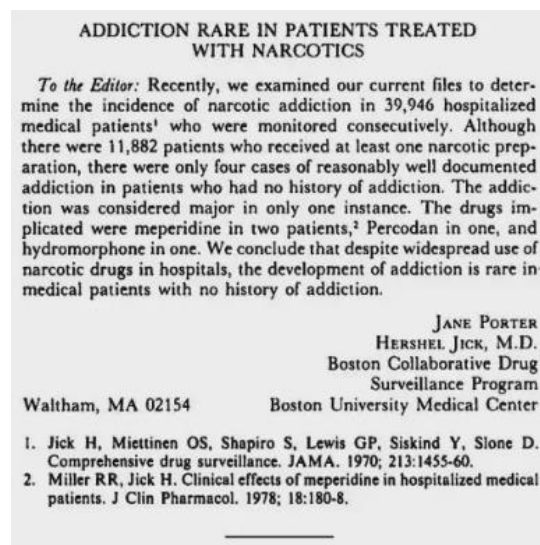 ADDICTION RARE IN PATIENTS TREATED
WITH NARCOTICS
To the Editor: Recently, we examined our current files to deter-
mine the incidence of narcotic addiction in 39,946 hospitalized
medical patients¹ who were monitored consecutively. Although
there were 11,882 patients who received at least one narcotic prep-
aration, there were only four cases of reasonably well documented
addiction in patients who had no history of addiction. The addic-
tion was considered major in only one instance. The drugs im-
plicated were meperidine in two patients,² Percodan in one, and
hydromorphone in one. We conclude that despite widespread use of
narcotic drugs in hospitals, the development of addiction is rare in
medical patients with no history of addiction.
JANE PORTER
HERSHEL JICK, M.D.
Boston Collaborative Drug
Surveillance Program
Waltham, MA 02154 Boston University Medical Center
1. Jick H, Miettinen OS, Shapiro S, Lewis GP, Siskind Y, Slone D.
Comprehensive drug surveillance. JAMA. 1970; 213:1455-60.
2. Miller RR, Jick H. Clinical effects of meperidine in hospitalized medical
patients. J Clin Pharmacol. 1978; 18:180-8.